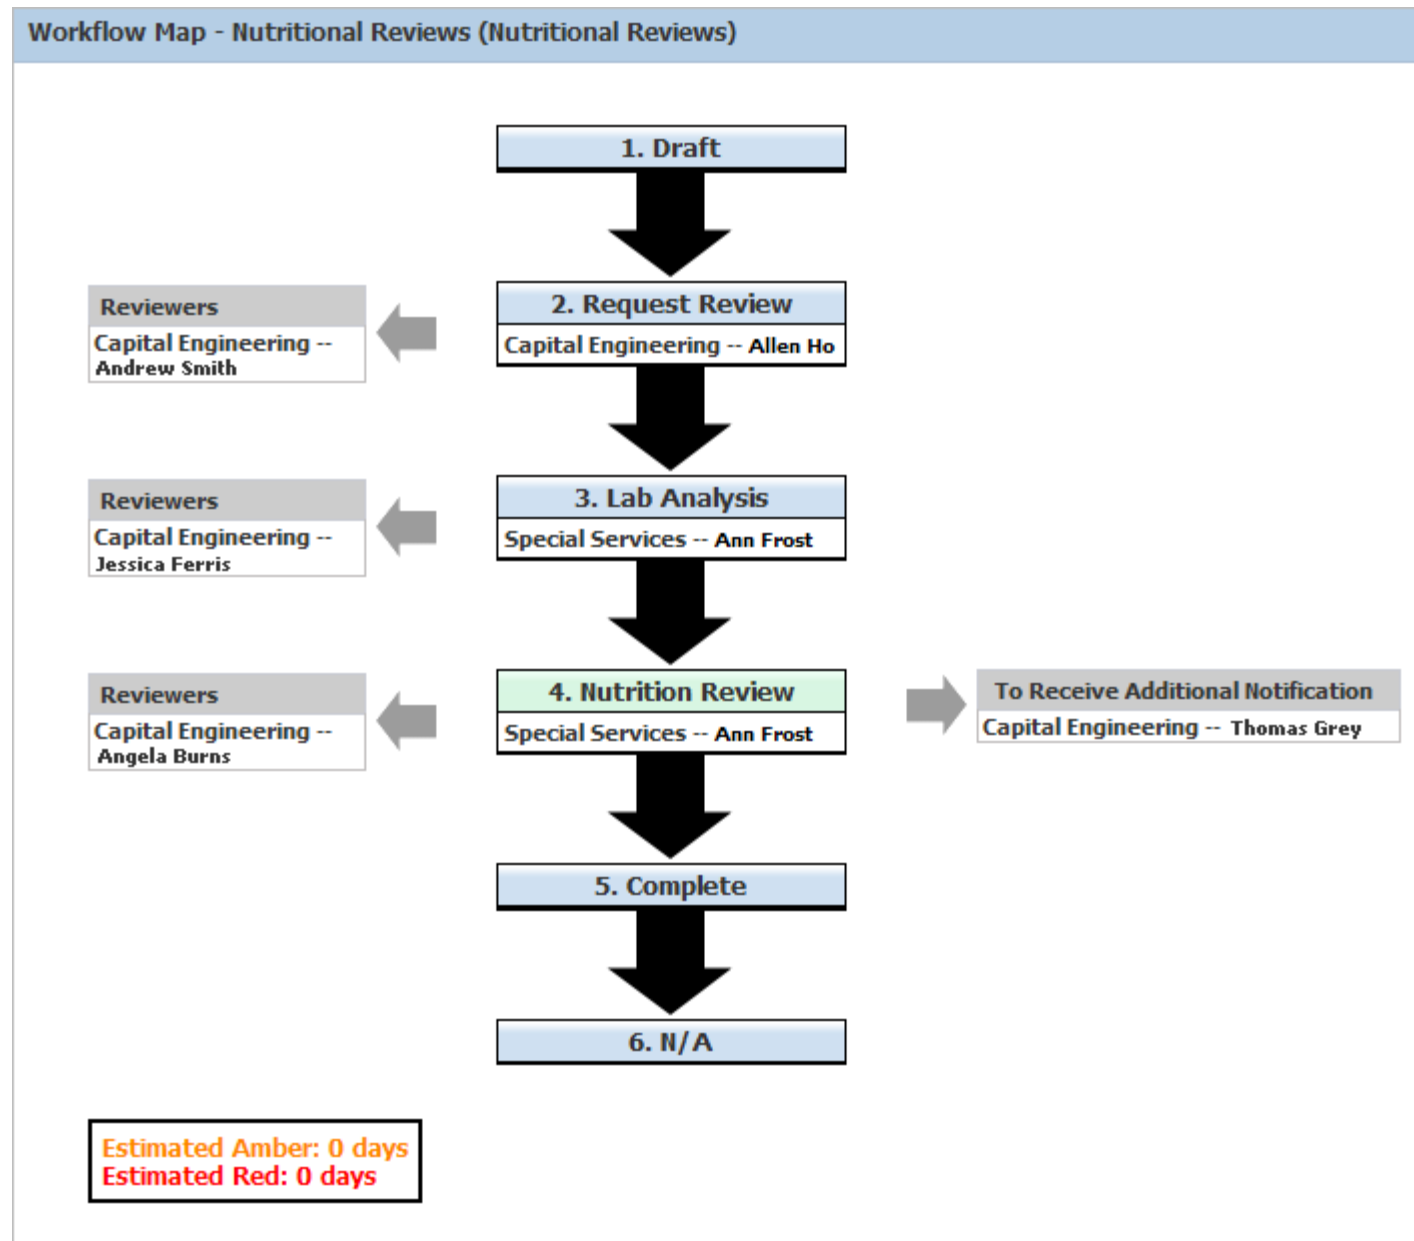 Workflow Map - Nutritional Reviews (Nutritional Reviews)
1. Draft
Reviewers
Capital Engineering --
Andrew Smith
2. Request Review
Capital Engineering -- Allen Ho
Reviewers
Capital Engineering --
Jessica Ferris
3. Lab Analysis
Special Services -- Ann Frost
Reviewers
Capital Engineering --
Angela Burns
4. Nutrition Review
Special Services -- Ann Frost
To Receive Additional Notification
Capital Engineering -- Thomas Grey
5. Complete
6. N/A
Estimated Amber: 0 days
Estimated Red: 0 days